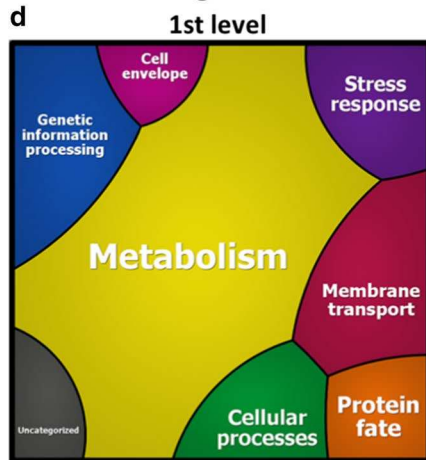 d
1st level
Cell
envelope
Stress
response
Genetic
information
processing
Metabolism
Membrane
transport
Uncategorized
Cellular
processes
Protein
fate